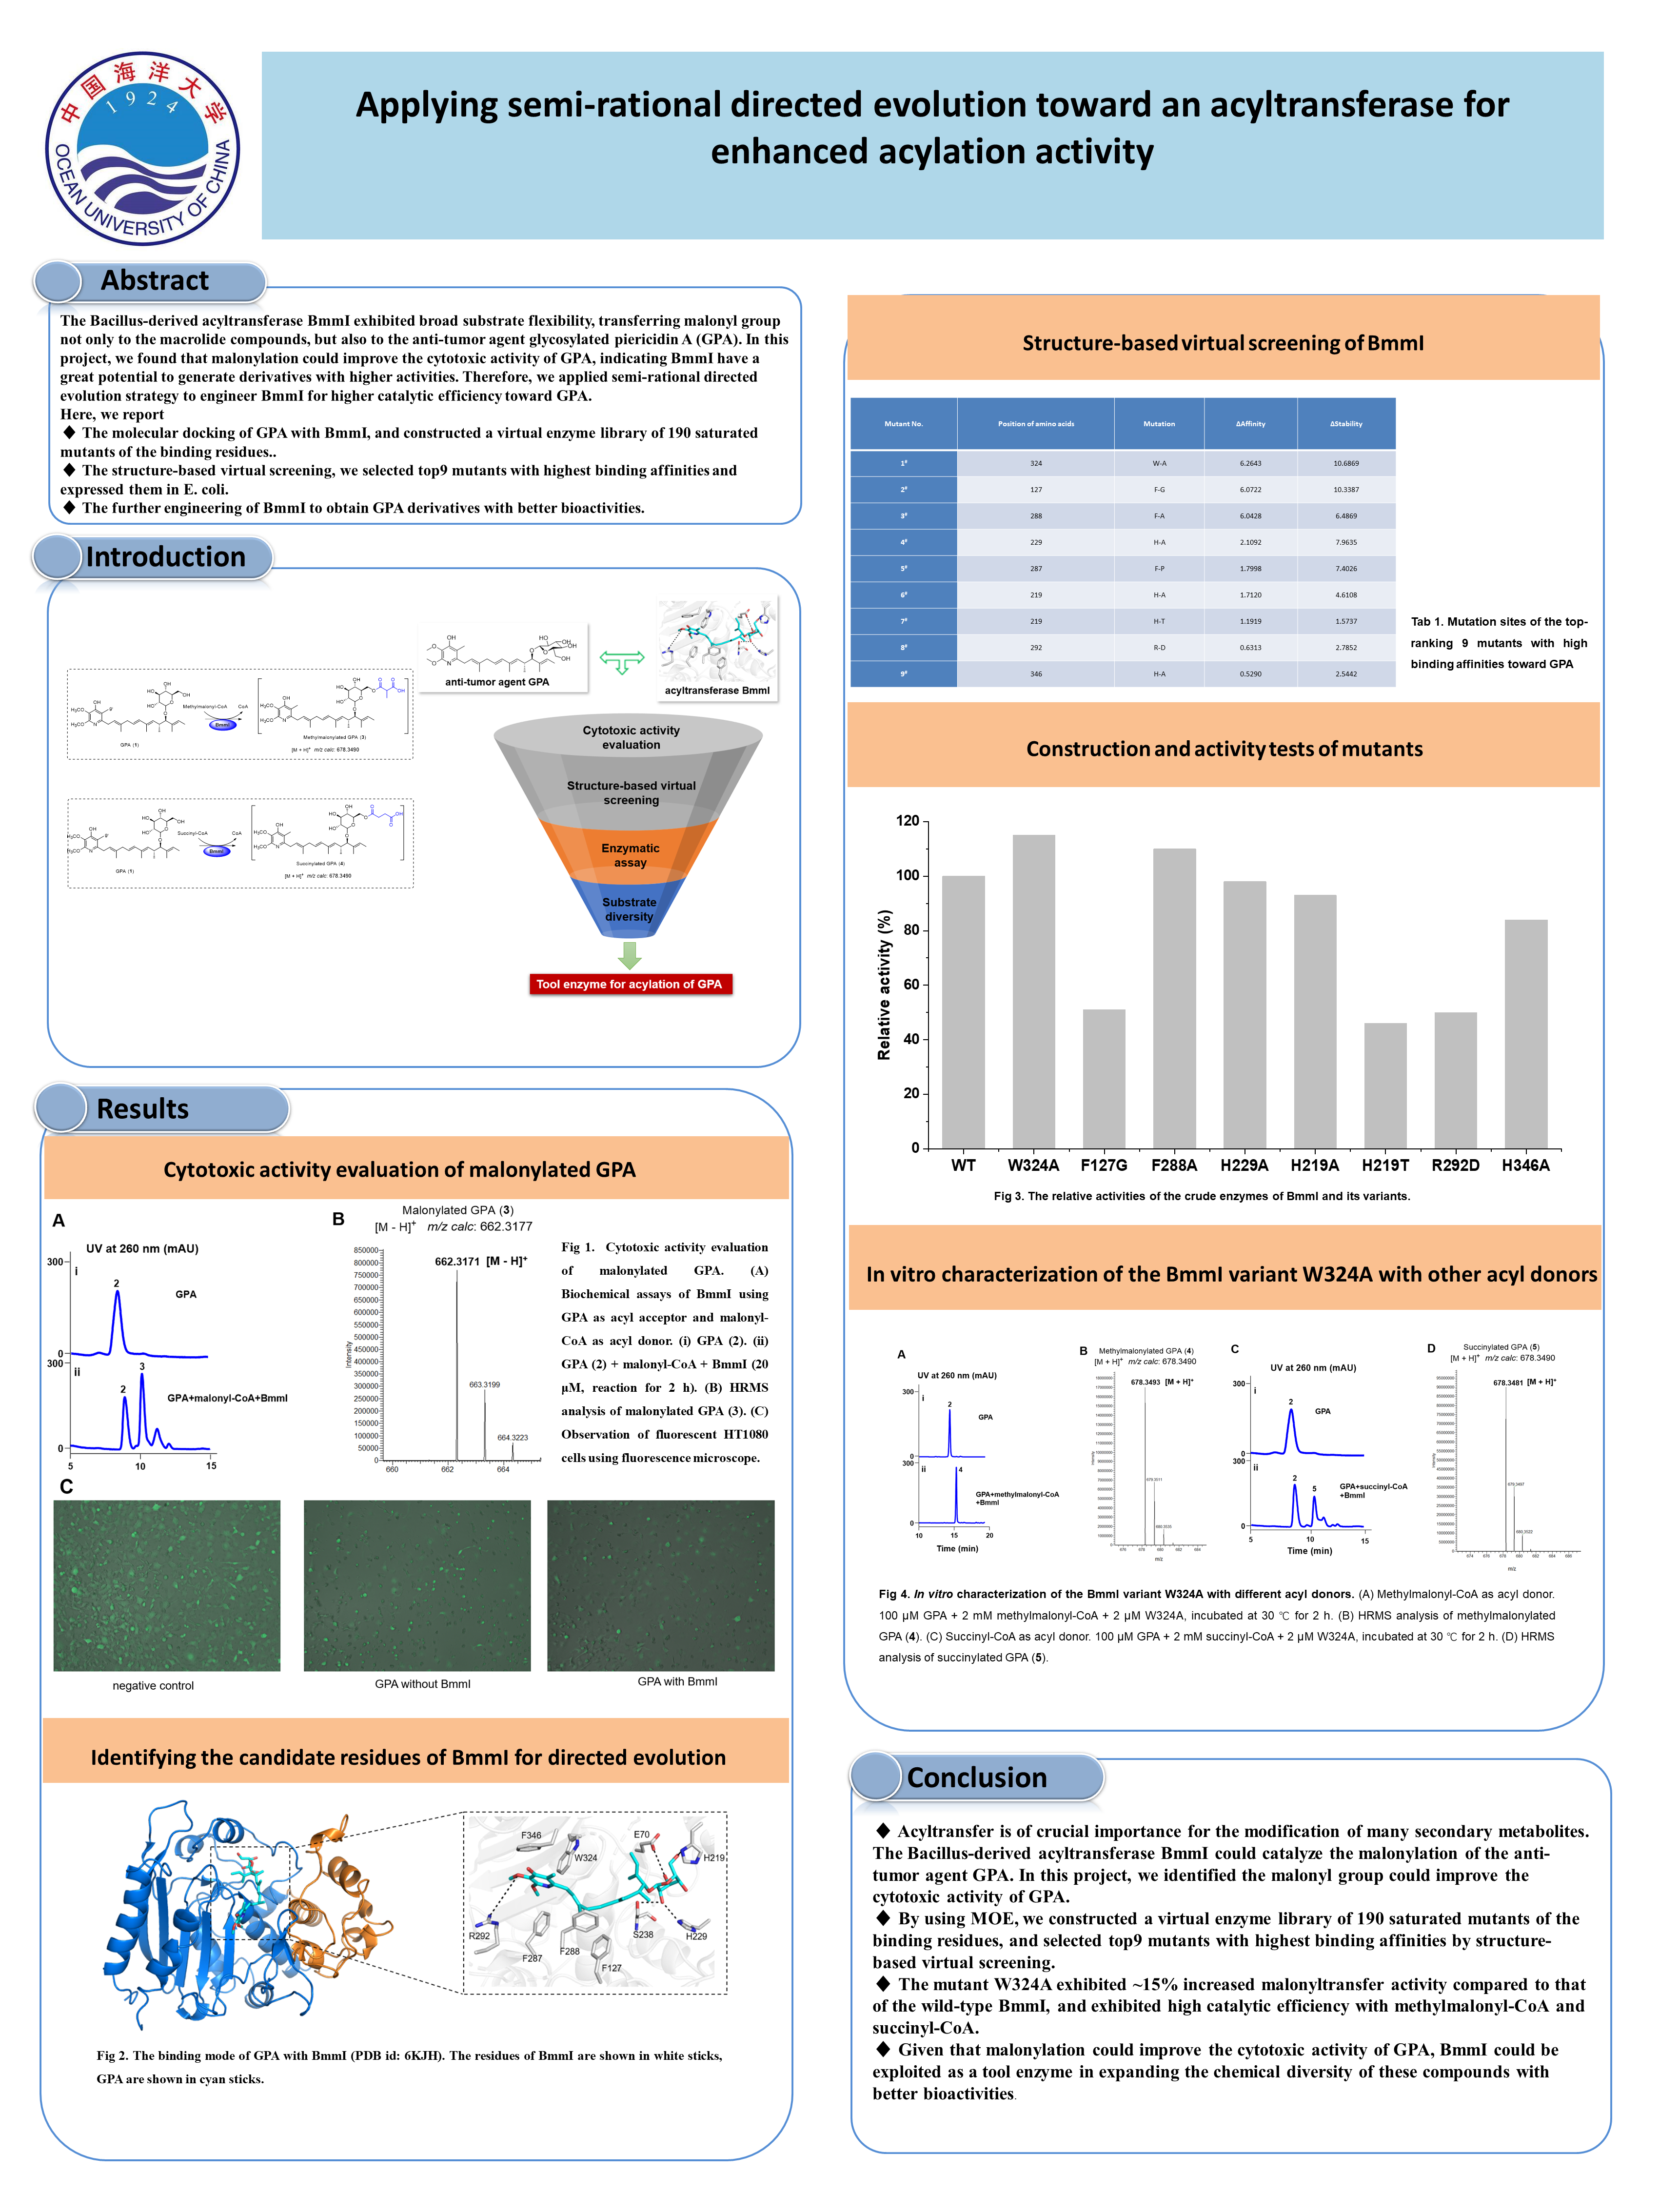 中国海洋大学
1924
OCEAN UNIVERSITY OF CHINA
Applying semi-rational directed evolution toward an acyltransferase for
enhanced acylation activity
Abstract
The Bacillus-derived acyltransferase BmmI exhibited broad substrate flexibility, transferring malonyl group
not only to the macrolide compounds, but also to the anti-tumor agent glycosylated piericidin A (GPA). In this
project, we found that malonylation could improve the cytotoxic activity of GPA, indicating BmmI have a
great potential to generate derivatives with higher activities. Therefore, we applied semi-rational directed
evolution strategy to engineer BmmI for higher catalytic efficiency toward GPA.
Here, we report
♦ The molecular docking of GPA with BmmI, and constructed a virtual enzyme library of 190 saturated
mutants of the binding residues..
♦ The structure-based virtual screening, we selected top9 mutants with highest binding affinities and
expressed them in E. coli.
♦ The further engineering of BmmI to obtain GPA derivatives with better bioactivities.
Introduction
anti-tumor agent GPA
acyltransferase BmmI
Methylmalonyl-CoA
CoA
BmmI
GPA (1)
Methylmalonylated GPA (3)
[M + H]+ m/z calc: 678.3490
Succinyl-CoA
CoA
BmmI
GPA (1)
Succinylated GPA (4)
[M + H]+ m/z calc: 678.3490
Cytotoxic activity
evaluation
Structure-based virtual
screening
Enzymatic
assay
Substrate
diversity
Tool enzyme for acylation of GPA
Results
Cytotoxic activity evaluation of malonylated GPA
A
UV at 260 nm (mAU)
300
i
2
GPA
0
300
ii
2
3
GPA+malonyl-CoA+BmmI
0
5
10
15
B
Malonylated GPA (3)
[M - H]+ m/z calc: 662.3177
662.3171 [M - H]+
663.3199
664.3223
Intensity
850000
800000
750000
700000
650000
600000
550000
500000
450000
400000
350000
300000
250000
200000
150000
100000
50000
0
660
662
664
Fig 1. Cytotoxic activity evaluation
of malonylated GPA. (A)
Biochemical assays of BmmI using
GPA as acyl acceptor and malonyl-
CoA as acyl donor. (i) GPA (2). (ii)
GPA (2) + malonyl-CoA + BmmI (20
μM, reaction for 2 h). (B) HRMS
analysis of malonylated GPA (3). (C)
Observation of fluorescent HT1080
cells using fluorescence microscope.
C
negative control
GPA without BmmI
GPA with BmmI
Identifying the candidate residues of BmmI for directed evolution
F346
W324
E70
H219
R292
F287
F288
F127
S238
H229
Fig 2. The binding mode of GPA with BmmI (PDB id: 6KJH). The residues of BmmI are shown in white sticks,
GPA are shown in cyan sticks.
Structure-based virtual screening of BmmI
Mutant No. Position of amino acids Mutation ΔAffinity ΔStability
1# 324 W-A 6.2643 10.6869
2# 127 F-G 6.0722 10.3387
3# 288 F-A 6.0428 6.4869
4# 229 H-A 2.1092 7.9635
5# 287 F-P 1.7998 7.4026
6# 219 H-A 1.7120 4.6108
7# 219 H-T 1.1919 1.5737
8# 292 R-D 0.6313 2.7852
9# 346 H-A 0.5290 2.5442
Tab 1. Mutation sites of the top-
ranking 9 mutants with high
binding affinities toward GPA
Construction and activity tests of mutants
Relative activity (%)
120
100
80
60
40
20
0
WT W324A F127G F288A H229A H219A H219T R292D H346A
Fig 3. The relative activities of the crude enzymes of BmmI and its variants.
In vitro characterization of the BmmI variant W324A with other acyl donors
A
UV at 260 nm (mAU)
300
i
2
GPA
0
300
ii
4
GPA+methylmalonyl-CoA
+BmmI
0
10
15
20
Time (min)
B
Methylmalonylated GPA (4)
[M + H]+ m/z calc: 678.3490
678.3493 [M + H]+
m/z
C
UV at 260 nm (mAU)
300
i
2
GPA
0
300
ii
2
5
GPA+succinyl-CoA
+BmmI
0
5
10
15
Time (min)
D
Succinylated GPA (5)
[M + H]+ m/z calc: 678.3490
678.3481 [M + H]+
m/z
Fig 4. In vitro characterization of the BmmI variant W324A with different acyl donors. (A) Methylmalonyl-CoA as acyl donor.
100 μM GPA + 2 mM methylmalonyl-CoA + 2 μM W324A, incubated at 30 ℃ for 2 h. (B) HRMS analysis of methylmalonylated
GPA (4). (C) Succinyl-CoA as acyl donor. 100 μM GPA + 2 mM succinyl-CoA + 2 μM W324A, incubated at 30 ℃ for 2 h. (D) HRMS
analysis of succinylated GPA (5).
Conclusion
♦ Acyltransfer is of crucial importance for the modification of many secondary metabolites.
The Bacillus-derived acyltransferase BmmI could catalyze the malonylation of the anti-
tumor agent GPA. In this project, we identified the malonyl group could improve the
cytotoxic activity of GPA.
♦ By using MOE, we constructed a virtual enzyme library of 190 saturated mutants of the
binding residues, and selected top9 mutants with highest binding affinities by structure-
based virtual screening.
♦ The mutant W324A exhibited ~15% increased malonyltransfer activity compared to that
of the wild-type BmmI, and exhibited high catalytic efficiency with methylmalonyl-CoA and
succinyl-CoA.
♦ Given that malonylation could improve the cytotoxic activity of GPA, BmmI could be
exploited as a tool enzyme in expanding the chemical diversity of these compounds with
better bioactivities.